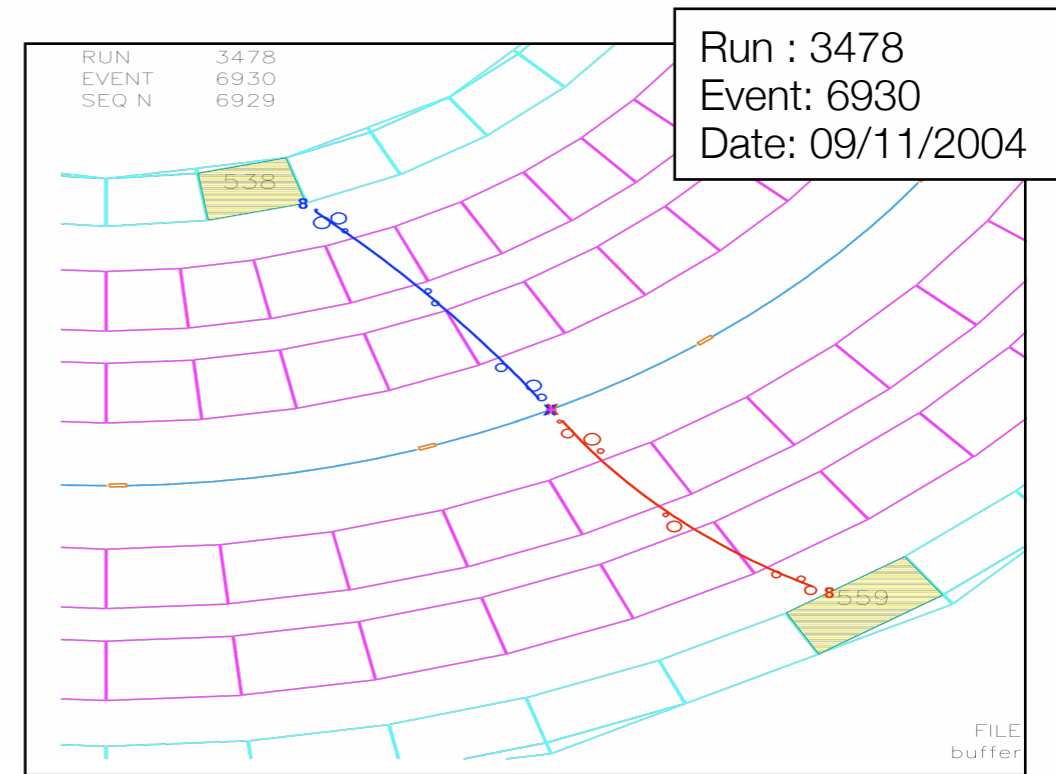 RUN 3478
EVENT 6930
SEQ N 6929
Run : 3478
Event: 6930
Date: 09/11/2004
538
8
8
559
FILE
buffer